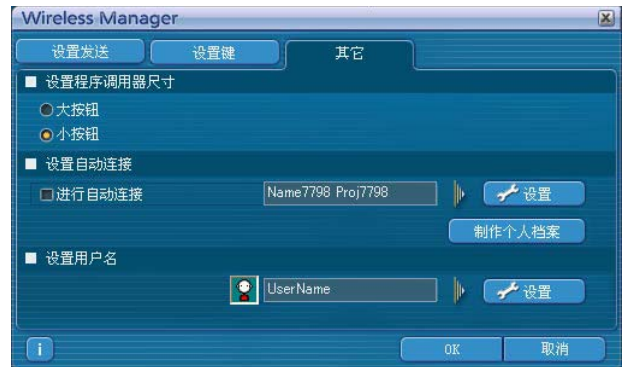 Wireless Manager
设置发送 设置键 其它
设置程序调用器尺寸
大按钮
小按钮
设置自动连接
进行自动连接 Name7798 Proj7798 设置
制作个人档案
设置用户名
UserName 设置
i OK 取消